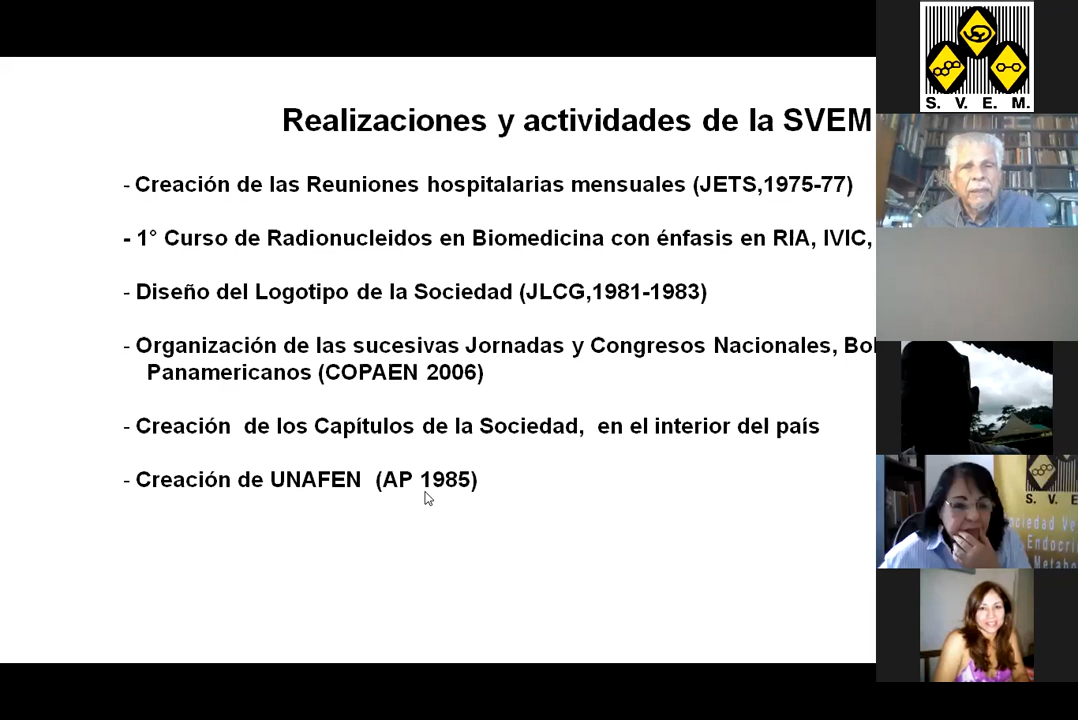 Realizaciones y actividades de la SVEM
- Creación de las Reuniones hospitalarias mensuales (JETS,1975-77)
- 1° Curso de Radionucleidos en Biomedicina con énfasis en RIA, IVIC,
- Diseño del Logotipo de la Sociedad (JLCG,1981-1983)
- Organización de las sucesivas Jornadas y Congresos Nacionales,
Panamericanos (COPAEN 2006)
- Creación  de los Capítulos de la Sociedad,  en el interior del país
- Creación de UNAFEN  (AP 1985)
S. V. E. M.
S. V. E